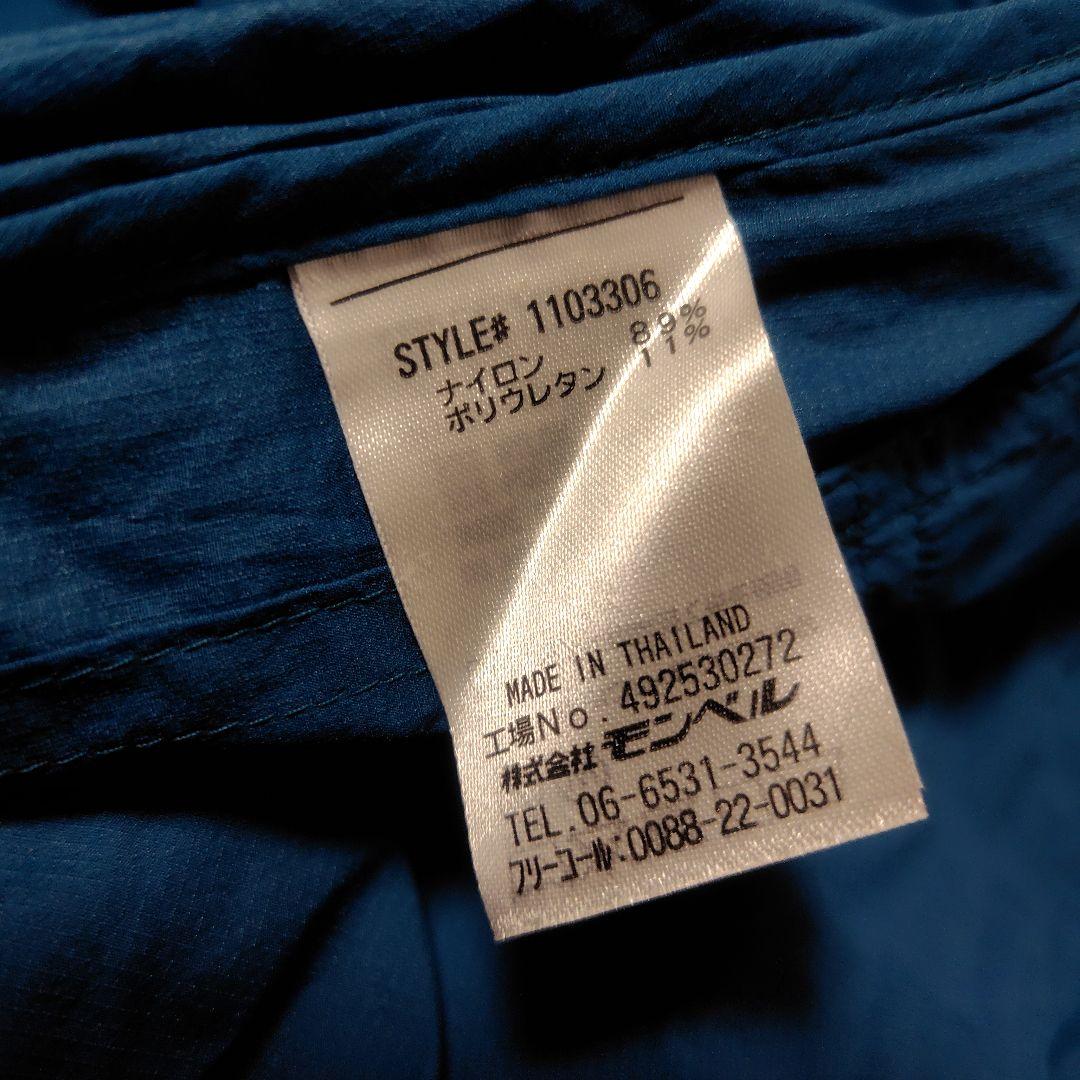 STYLE# 1103306
ナイロン 89%
ポリウレタン 11%
MADE IN THAILAND
工場No.492530272
株式会社 モンベル
TEL.06-6531-3544
フリーコール:0088-22-0031